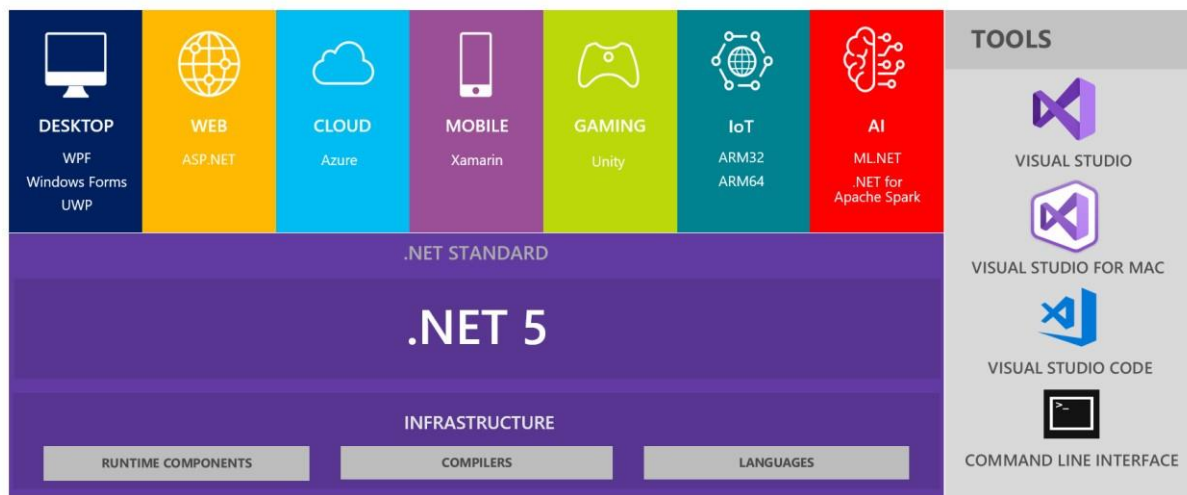 DESKTOP
WPF
Windows Forms
UWP
WEB
ASP.NET
CLOUD
Azure
MOBILE
Xamarin
GAMING
Unity
IoT
ARM32
ARM64
AI
ML.NET
.NET for
Apache Spark
.NET STANDARD
.NET 5
INFRASTRUCTURE
RUNTIME COMPONENTS
COMPILERS
LANGUAGES
TOOLS
VISUAL STUDIO
VISUAL STUDIO FOR MAC
VISUAL STUDIO CODE
>_
COMMAND LINE INTERFACE